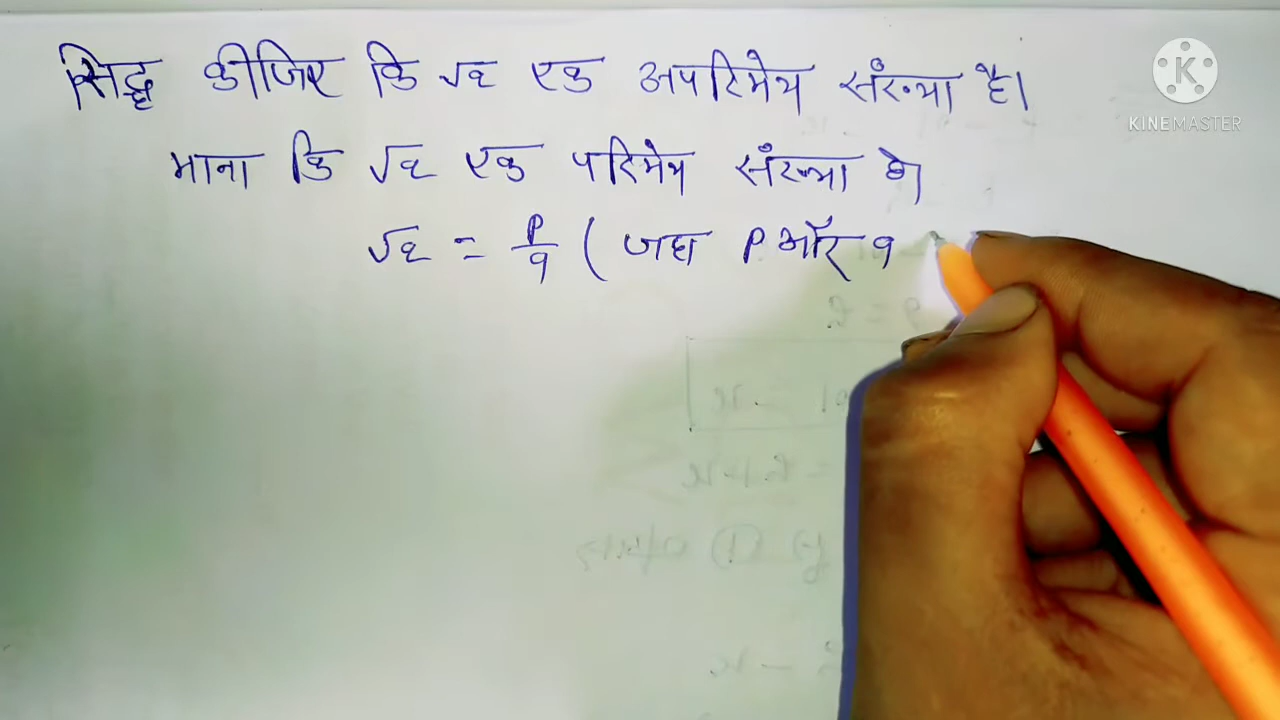 सिद्ध कीजिए कि √2 एक अपरिमेय संख्या है।
माना कि √2 एक परिमेय संख्या है।
√2 = p/q ( जहाँ p और q
KINEMASTER